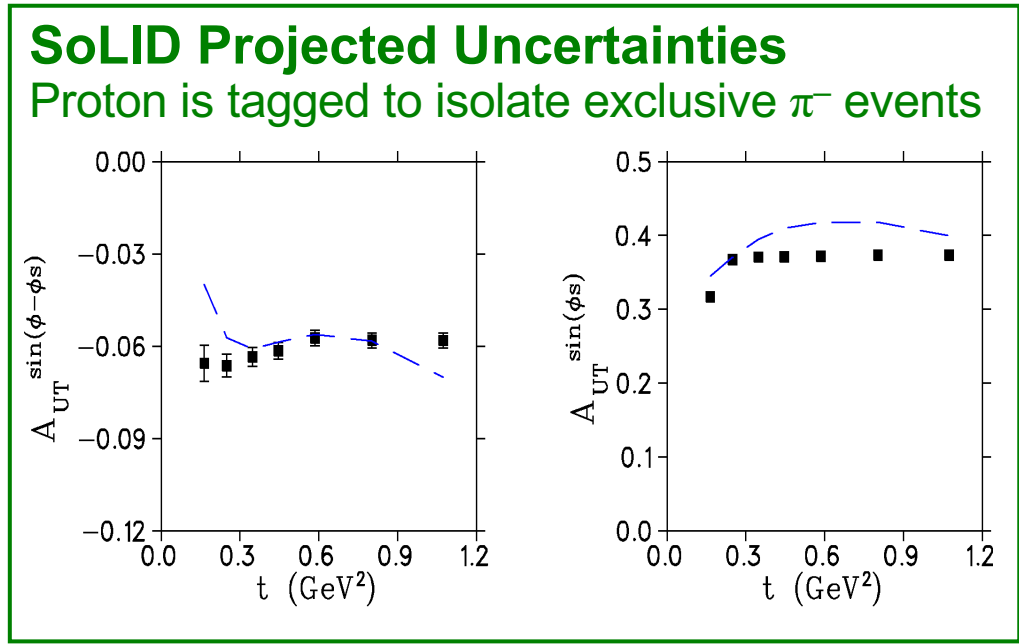 SoLID Projected Uncertainties
Proton is tagged to isolate exclusive π⁻ events
0.00
−0.03
−0.06
−0.09
−0.12
A_UT^sin(ϕ−ϕs)
0.0 0.3 0.6 0.9 1.2
t (GeV²)
0.5
0.4
0.3
0.2
0.1
0.0
A_UT^sin(ϕs)
0.0 0.3 0.6 0.9 1.2
t (GeV²)